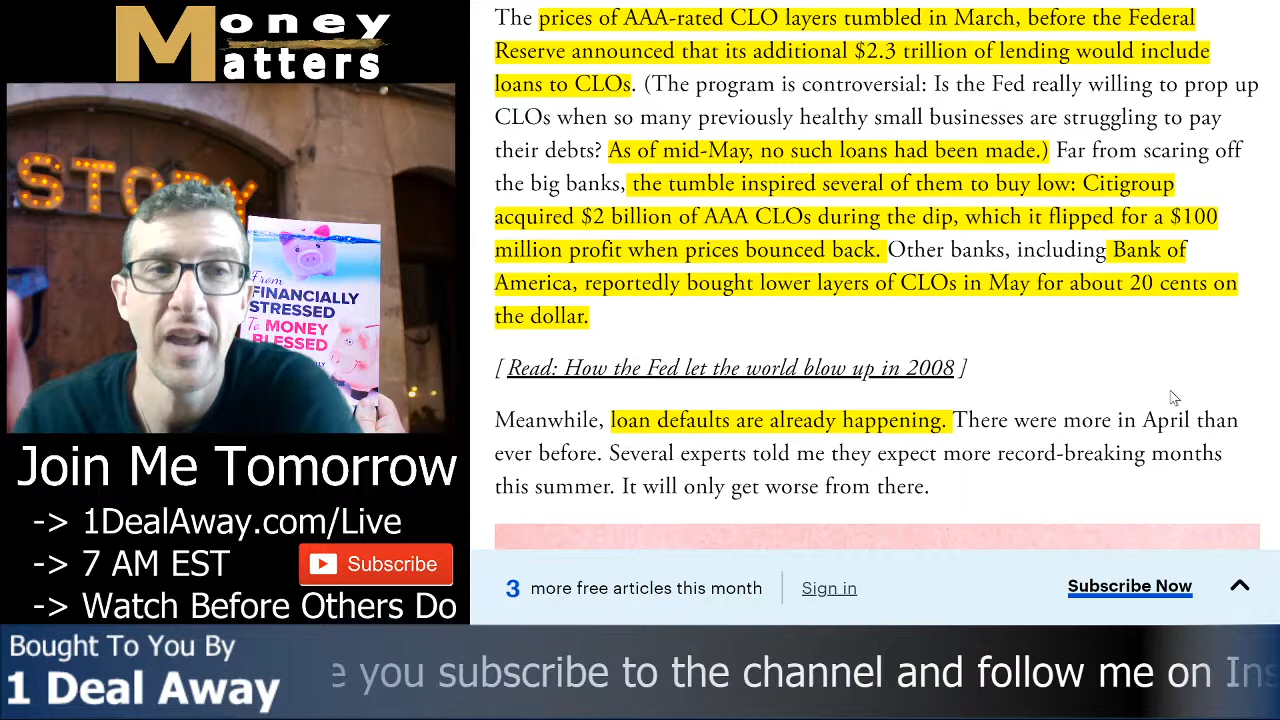 Money
Matters
STORY
From
FINANCIALLY
STRESSED
To MONEY
BLESSED
Join Me Tomorrow
-> 1DealAway.com/Live
-> 7 AM EST
Subscribe
-> Watch Before Others Do
The prices of AAA-rated CLO layers tumbled in March, before the Federal
Reserve announced that its additional $2.3 trillion of lending would include
loans to CLOs. (The program is controversial: Is the Fed really willing to prop up
CLOs when so many previously healthy small businesses are struggling to pay
their debts? As of mid-May, no such loans had been made.) Far from scaring off
the big banks, the tumble inspired several of them to buy low: Citigroup
acquired $2 billion of AAA CLOs during the dip, which it flipped for a $100
million profit when prices bounced back. Other banks, including Bank of
America, reportedly bought lower layers of CLOs in May for about 20 cents on
the dollar.
[ Read: How the Fed let the world blow up in 2008 ]
Meanwhile, loan defaults are already happening. There were more in April than
ever before. Several experts told me they expect more record-breaking months
this summer. It will only get worse from there.
3 more free articles this month
Sign in
Subscribe Now
Bought To You By
1 Deal Away
e you subscribe to the channel and follow me on Ins